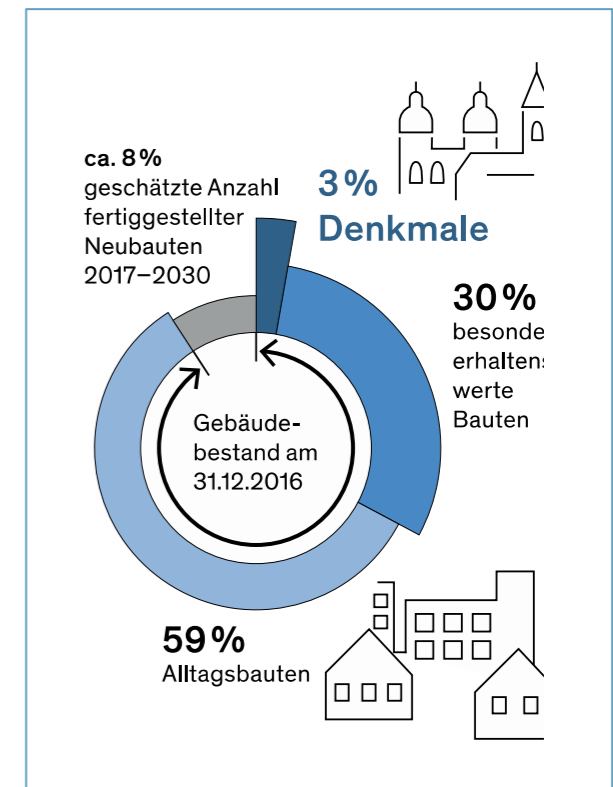 ca. 8 %
geschätzte Anzahl
fertiggestellter
Neubauten
2017–2030
3 %
Denkmale
30 %
werte
Bauten
Gebäude-
bestand am
31.12.2016
59 %
Alltagsbauten